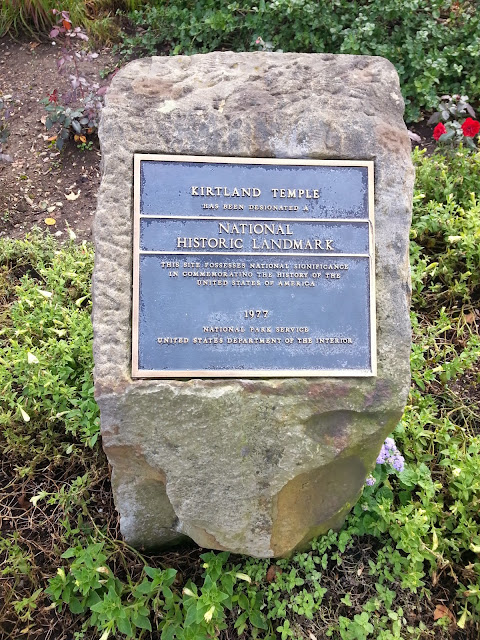 KIRTLAND TEMPLE
HAS BEEN DESIGNATED A
NATIONAL
HISTORIC LANDMARK
THIS SITE POSSESSES NATIONAL SIGNIFICANCE
IN COMMEMORATING THE HISTORY OF THE
UNITED STATES OF AMERICA
1977
NATIONAL PARK SERVICE
UNITED STATES DEPARTMENT OF THE INTERIOR